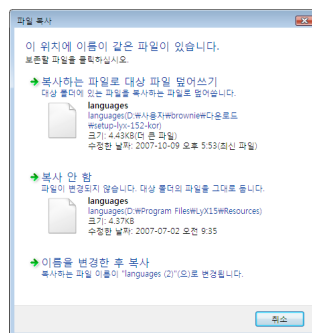 파일 복사
이 위치에 이름이 같은 파일이 있습니다.
보존할 파일을 클릭하십시오.
복사하는 파일로 대상 파일 덮어쓰기
대상 폴더에 있는 파일을 복사하는 파일로 덮어씁니다.
languages
languages(D:₩사용자₩brownie₩다운로드
₩setup-lyx-152-kor)
크기: 4.43KB(더 큰 파일)
수정한 날짜: 2007-10-09 오후 5:53(최신 파일)
복사 안 함
파일이 변경되지 않습니다. 대상 폴더의 파일을 그대로 둡니다.
languages
languages(D:₩Program Files₩LyX15₩Resources)
크기: 4.37KB
수정한 날짜: 2007-07-02 오전 9:35
이름을 변경한 후 복사
복사하는 파일 이름이 "languages (2)"(으)로 변경됩니다.
취소